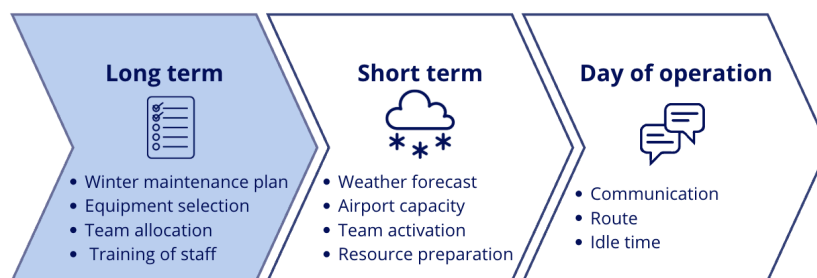 Long term
• Winter maintenance plan
• Equipment selection
• Team allocation
• Training of staff
Short term
• Weather forecast
• Airport capacity
• Team activation
• Resource preparation
Day of operation
• Communication
• Route
• Idle time